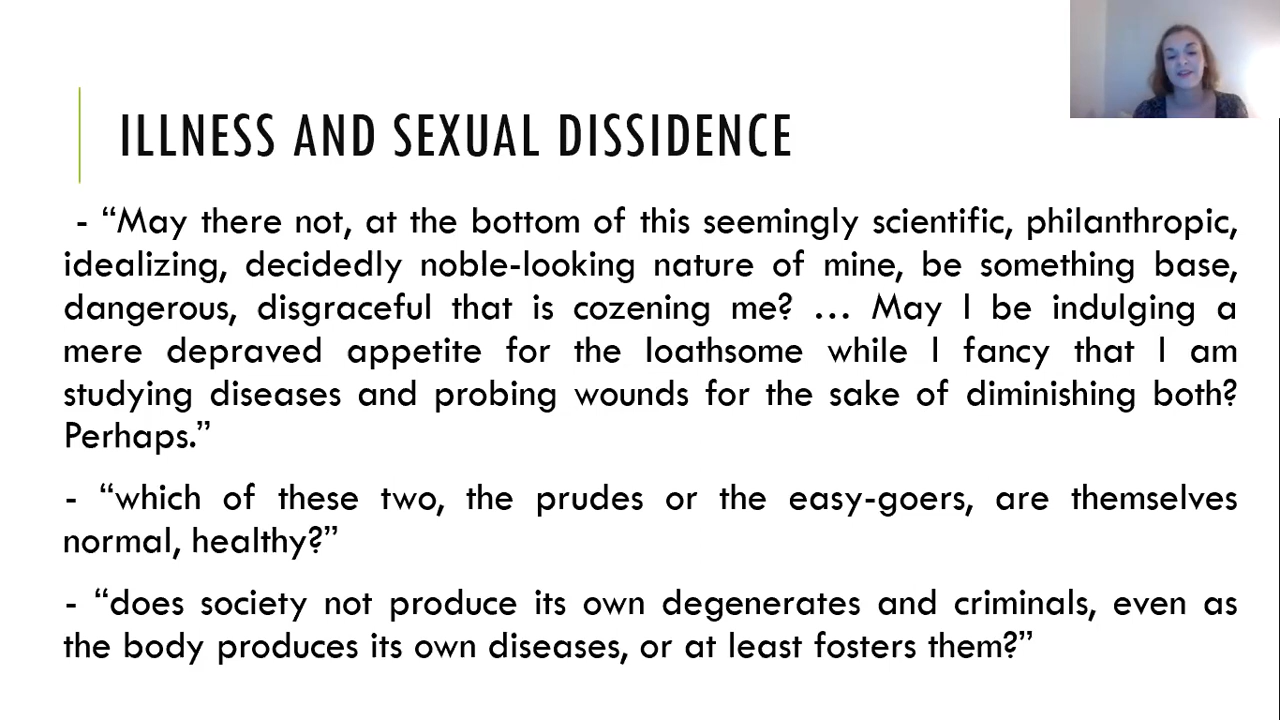 ILLNESS AND SEXUAL DISSIDENCE
- “May there not, at the bottom of this seemingly scientific, philanthropic,
idealizing, decidedly noble-looking nature of mine, be something base,
dangerous, disgraceful that is cozening me? … May I be indulging a
mere depraved appetite for the loathsome while I fancy that I am
studying diseases and probing wounds for the sake of diminishing both?
Perhaps.”
- “which of these two, the prudes or the easy-goers, are themselves
normal, healthy?”
- “does society not produce its own degenerates and criminals, even as
the body produces its own diseases, or at least fosters them?”